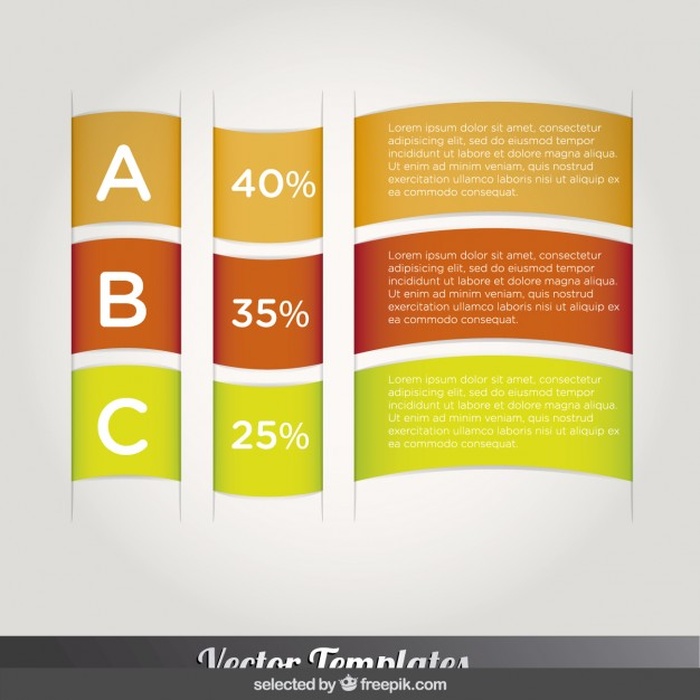 A
40%
Lorem ipsum dolor sit amet, consectetur
adipiscing elit, sed do eiusmod tempor
incididunt ut labore et dolore magna aliqua.
Ut enim ad minim veniam, quis nostrud
exercitation ullamco laboris nisi ut aliquip ex
ea commodo consequat.
B
35%
Lorem ipsum dolor sit amet, consectetur
adipiscing elit, sed do eiusmod tempor
incididunt ut labore et dolore magna aliqua.
Ut enim ad minim veniam, quis nostrud
exercitation ullamco laboris nisi ut aliquip ex
ea commodo consequat.
C
25%
Lorem ipsum dolor sit amet, consectetur
adipiscing elit, sed do eiusmod tempor
incididunt ut labore et dolore magna aliqua.
Ut enim ad minim veniam, quis nostrud
exercitation ullamco laboris nisi ut aliquip ex
ea commodo consequat.
Vector Templates
selected by freepik.com